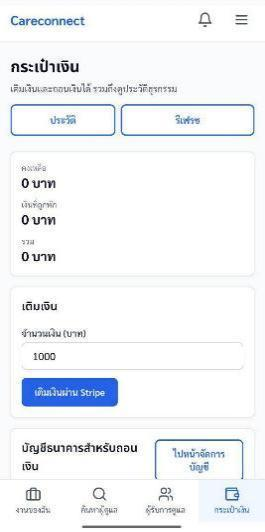 Careconnect
กระเป๋าเงิน
เติมเงินและถอนเงินได้ รวมถึงดูประวัติธุรกรรม
ประวัติ
รีเฟรช
คงเหลือ
0 บาท
เงินที่ถูกพัก
0 บาท
รวม
0 บาท
เติมเงิน
จำนวนเงิน (บาท)
1000
เติมเงินผ่าน Stripe
บัญชีธนาคารสำหรับถอน
เงิน
ไปหน้าจัดการ
บัญชี
งานของฉัน
ค้นหาผู้ดูแล
ผู้รับการดูแล
กระเป๋าเงิน